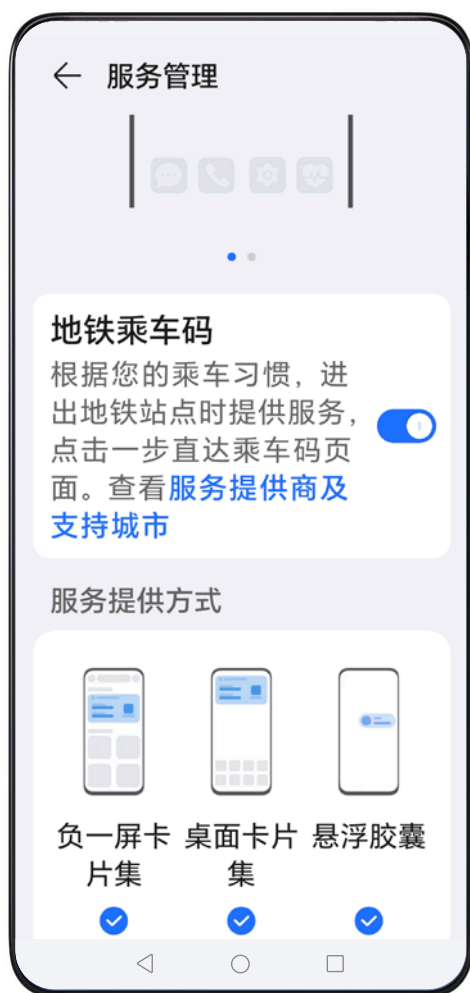 服务管理
地铁乘车码
根据您的乘车习惯，进
出地铁站点时提供服务，
点击一步直达乘车码页
面。查看服务提供商及
支持城市
服务提供方式
负一屏卡
片集
桌面卡片
集
悬浮胶囊